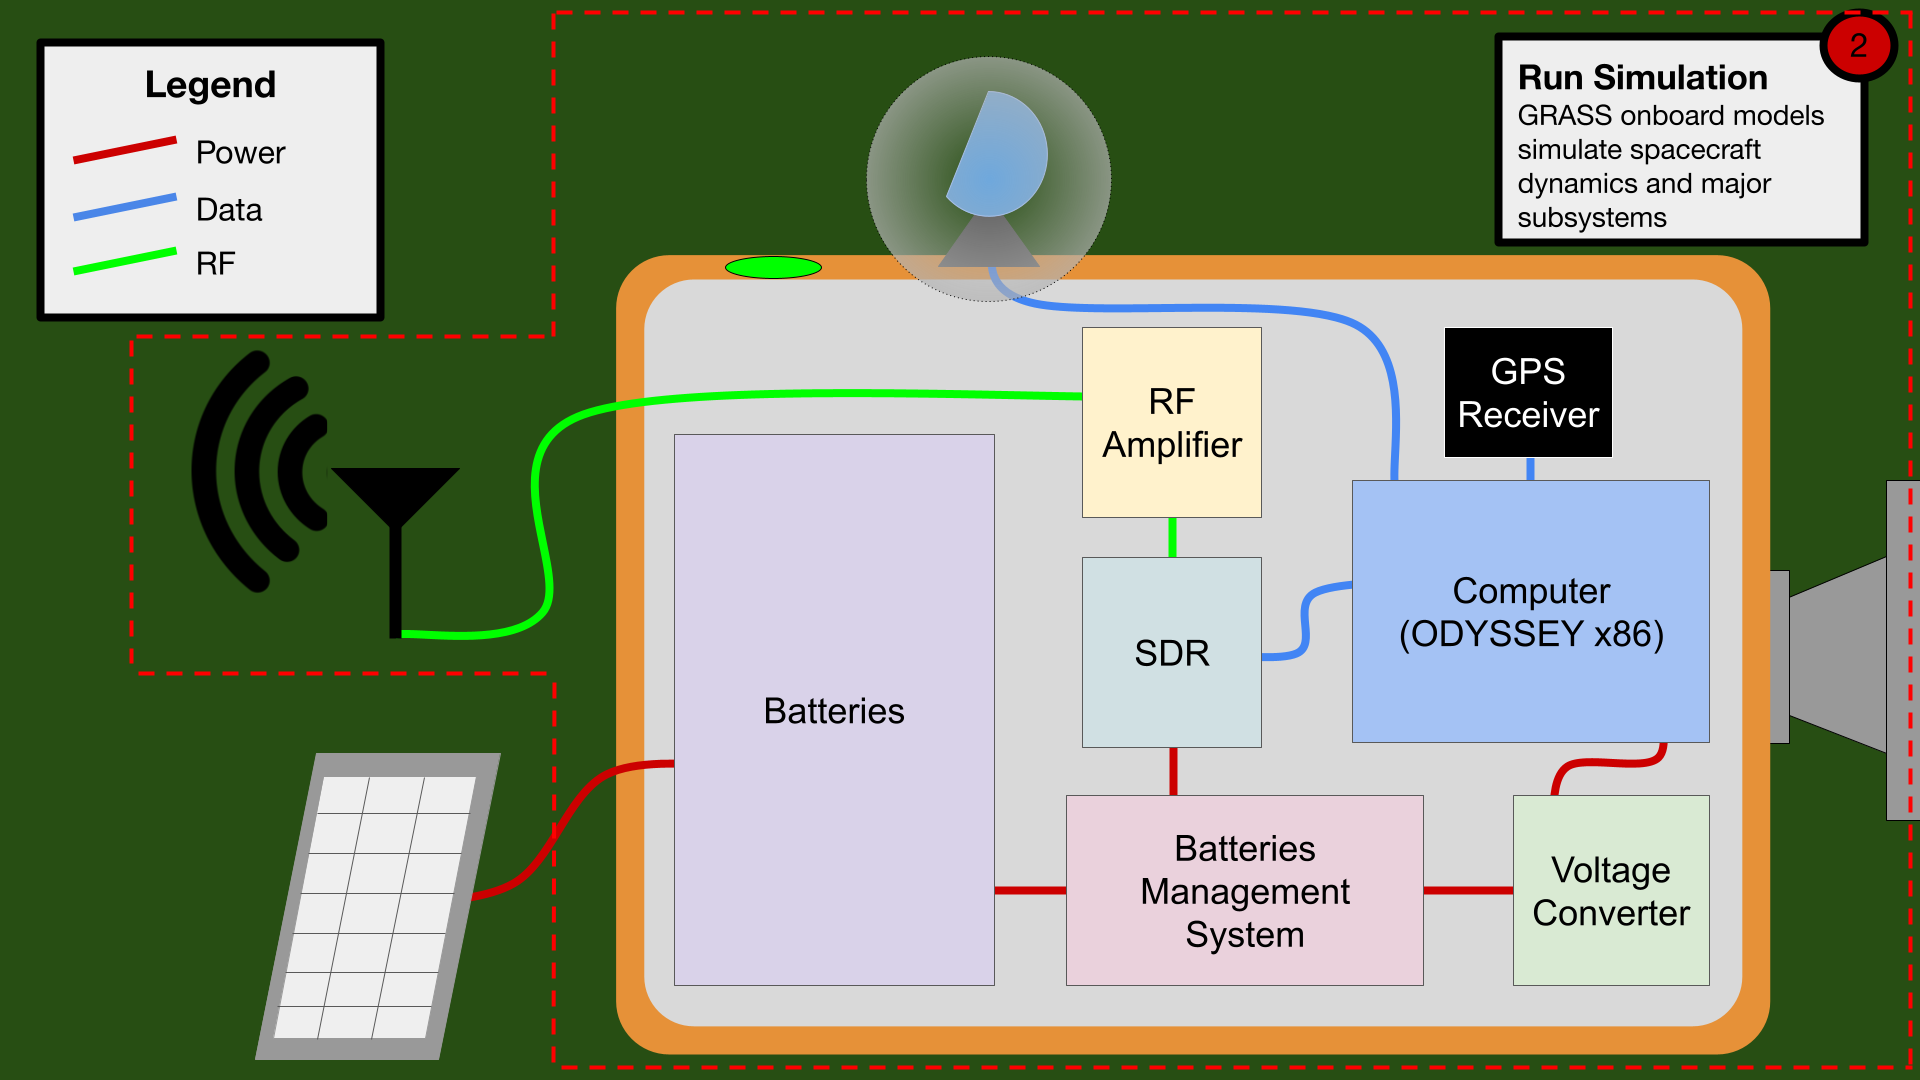 Legend
Power
Data
RF
2
Run Simulation
GRASS onboard models
simulate spacecraft
dynamics and major
subsystems
RF
Amplifier
GPS
Receiver
Computer
(ODYSSEY x86)
SDR
Batteries
Batteries
Management
System
Voltage
Converter